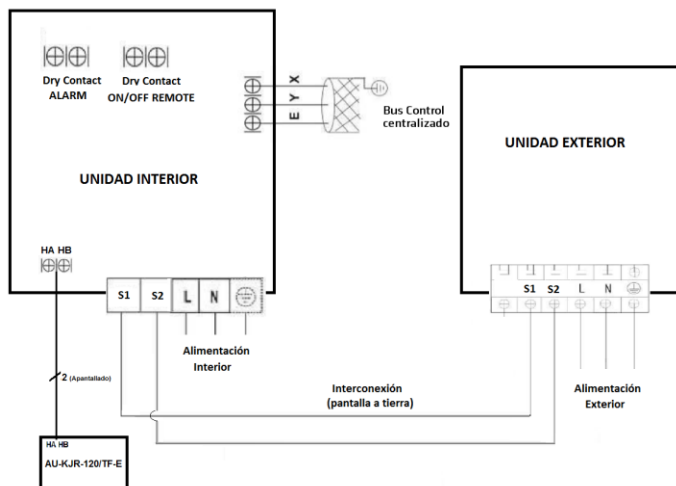 Dry Contact
ALARM
Dry Contact
ON/OFF REMOTE
X
Y
E
Bus Control
centralizado
UNIDAD INTERIOR
UNIDAD EXTERIOR
HA HB
S1 S2 L N
S1 S2 L N
Alimentación
Interior
2 (Apantallado)
Interconexión
(pantalla a tierra)
Alimentación
Exterior
HA HB
AU-KJR-120/TF-E